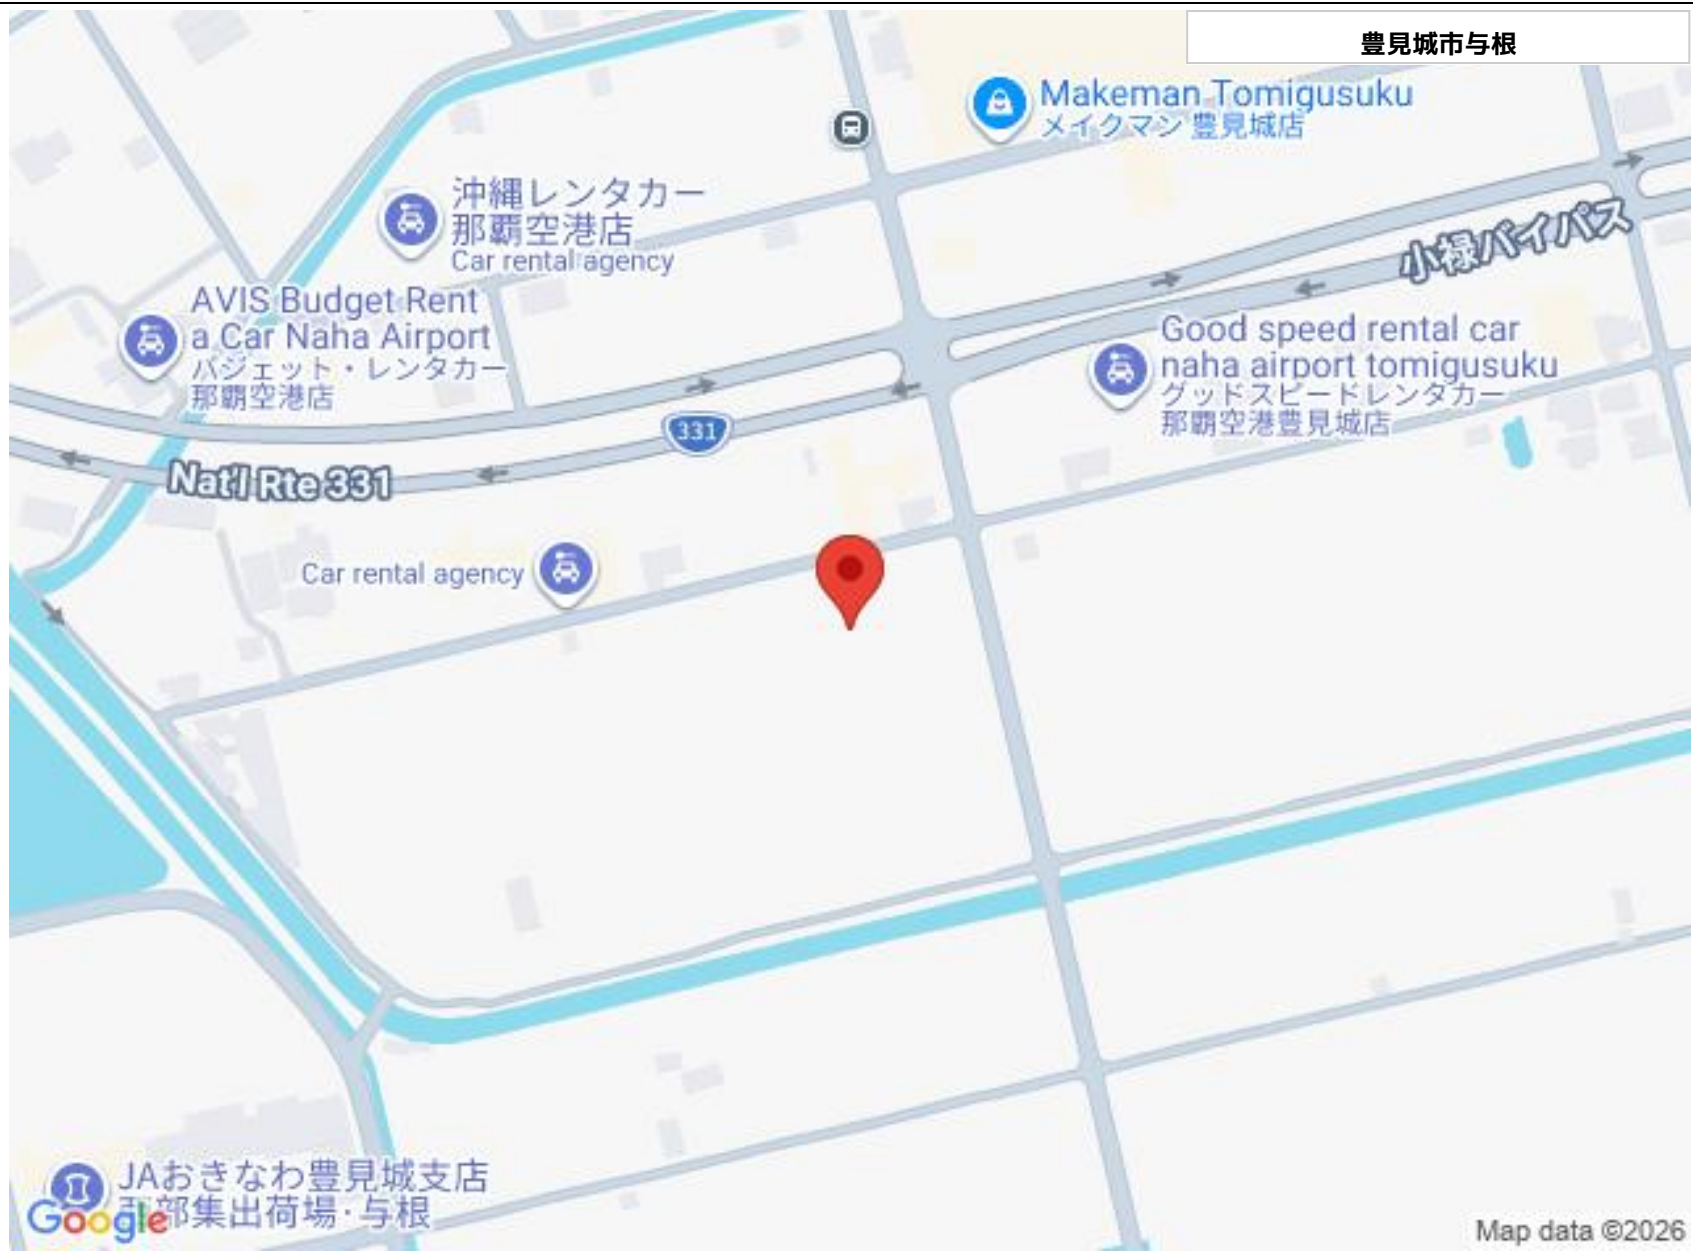 豊見城市与根
Makeman Tomigusuku
メイクマン 豊見城店
沖縄レンタカー
那覇空港店
Car rental agency
小禄バイパス
AVIS Budget Rent
a Car Naha Airport
バジェット・レンタカー
那覇空港店
Good speed rental car
naha airport tomigusuku
グッドスピードレンタカー
那覇空港豊見城店
331
Nat'l Rte 331
Car rental agency
JAおきなわ豊見城支店
部集出荷場·与根
Google
Map data ©2026